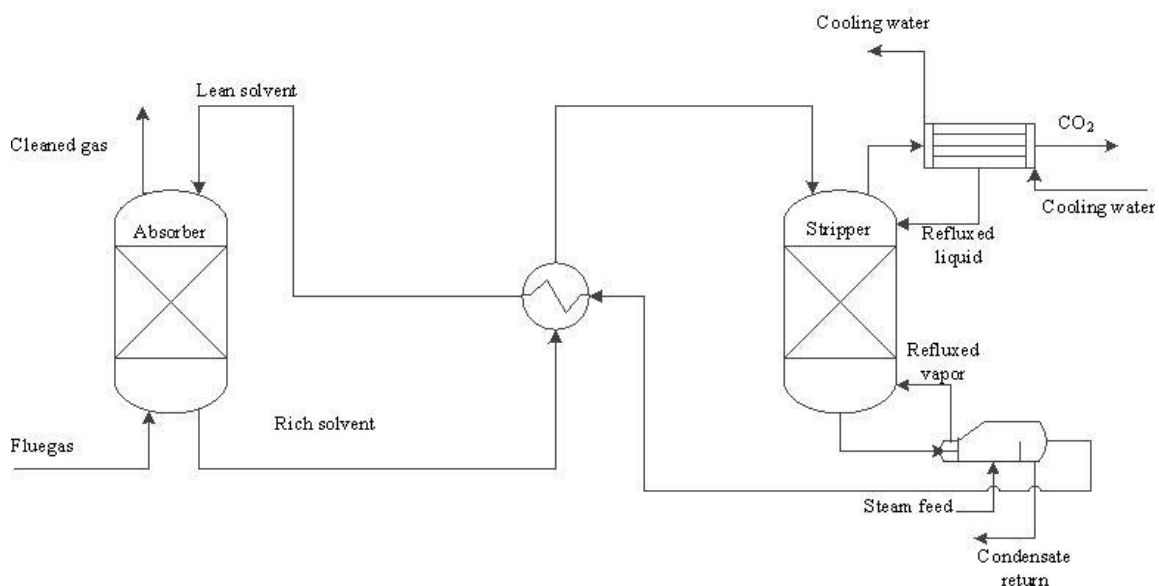 Cooling water
Lean solvent
CO₂
Cleaned gas
Cooling water
Absorber
Stripper
Refluxed
liquid
Refluxed
vapor
Rich solvent
Fluegas
Steam feed
Condensate
return